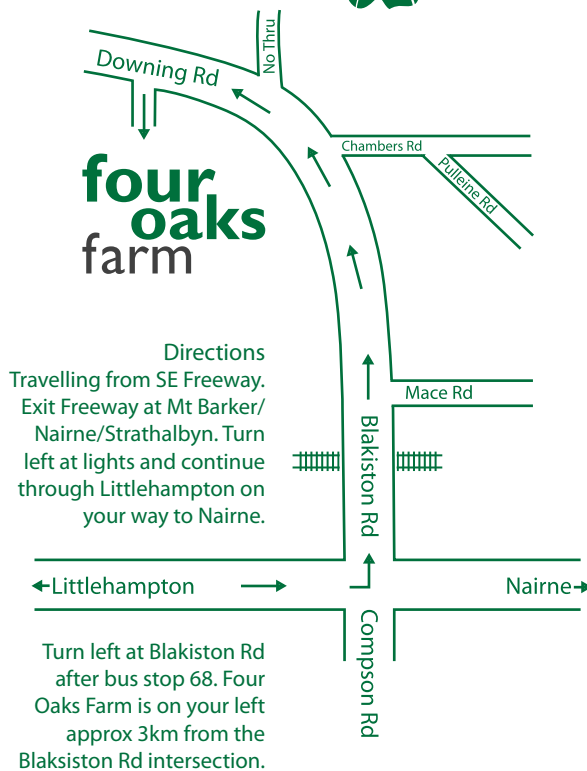 No Thru
Downing Rd
Chambers Rd
Pulleine Rd
four
oaks
farm
Directions
Travelling from SE Freeway.
Exit Freeway at Mt Barker/
Nairne/Strathalbyn. Turn
left at lights and continue
through Littlehampton on
your way to Nairne.
Mace Rd
Blakiston Rd
Littlehampton
Nairne
Compson Rd
Turn left at Blakiston Rd
after bus stop 68. Four
Oaks Farm is on your left
approx 3km from the
Blaksiston Rd intersection.